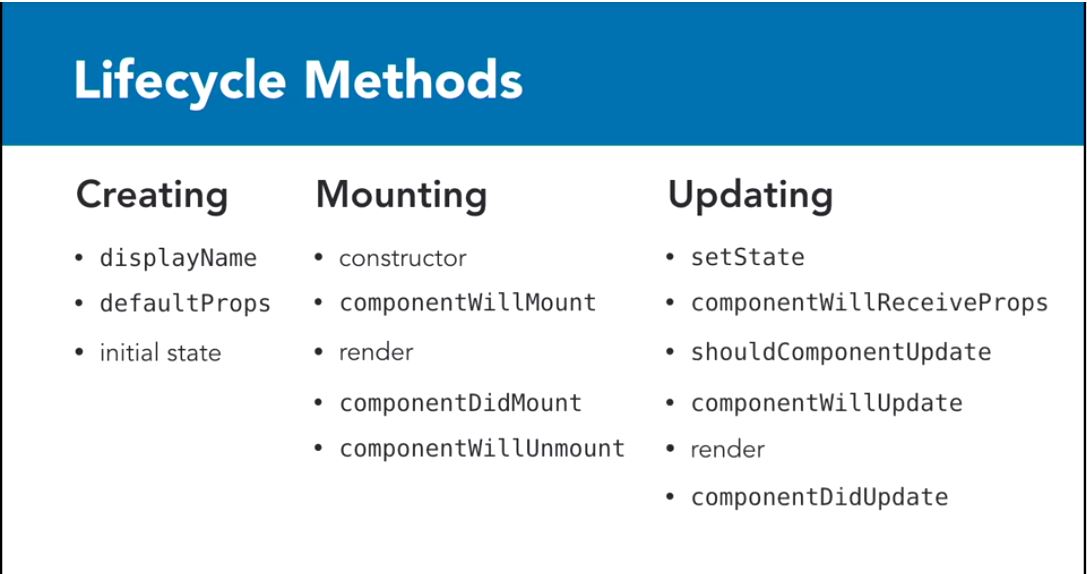 Lifecycle Methods
Creating
• displayName
• defaultProps
• initial state
Mounting
• constructor
• componentWillMount
• render
• componentDidMount
• componentWillUnmount
Updating
• setState
• componentWillReceiveProps
• shouldComponentUpdate
• componentWillUpdate
• render
• componentDidUpdate